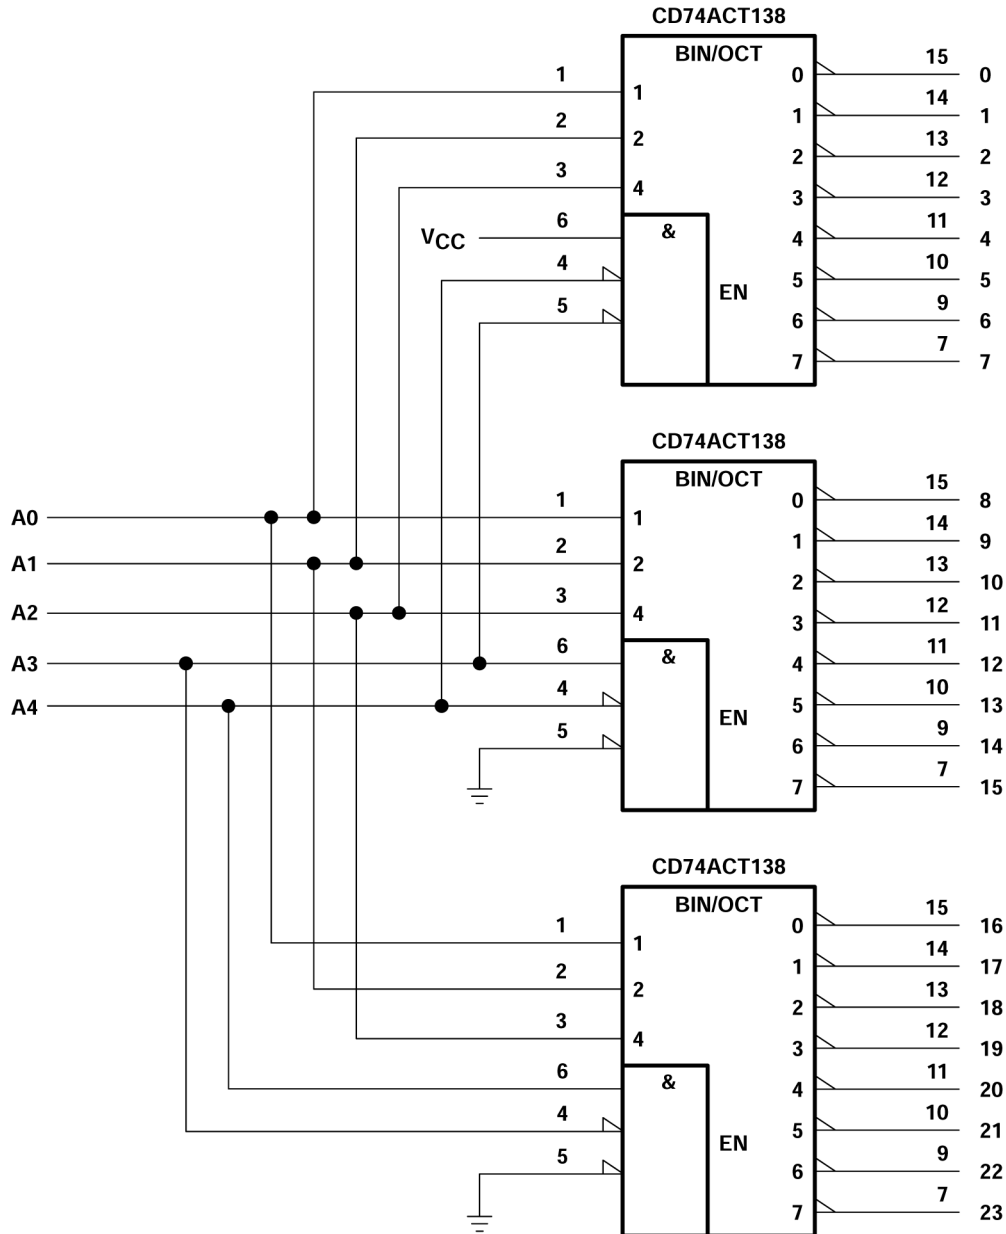 CD74ACT138
BIN/OCT
1 1 0 15 0
2 2 1 14 1
3 4 2 13 2
6 VCC & 3 12 3
4 4 11 4
5 EN 5 10 5
6 9 6
7 7 7
CD74ACT138
BIN/OCT
A0 1 1 0 15 8
A1 2 2 1 14 9
A2 3 4 2 13 10
A3 6 & 3 12 11
A4 4 4 11 12
5 EN 5 10 13
6 9 14
7 7 15
CD74ACT138
BIN/OCT
1 1 0 15 16
2 2 1 14 17
3 4 2 13 18
6 & 3 12 19
4 4 11 20
5 EN 5 10 21
6 9 22
7 7 23